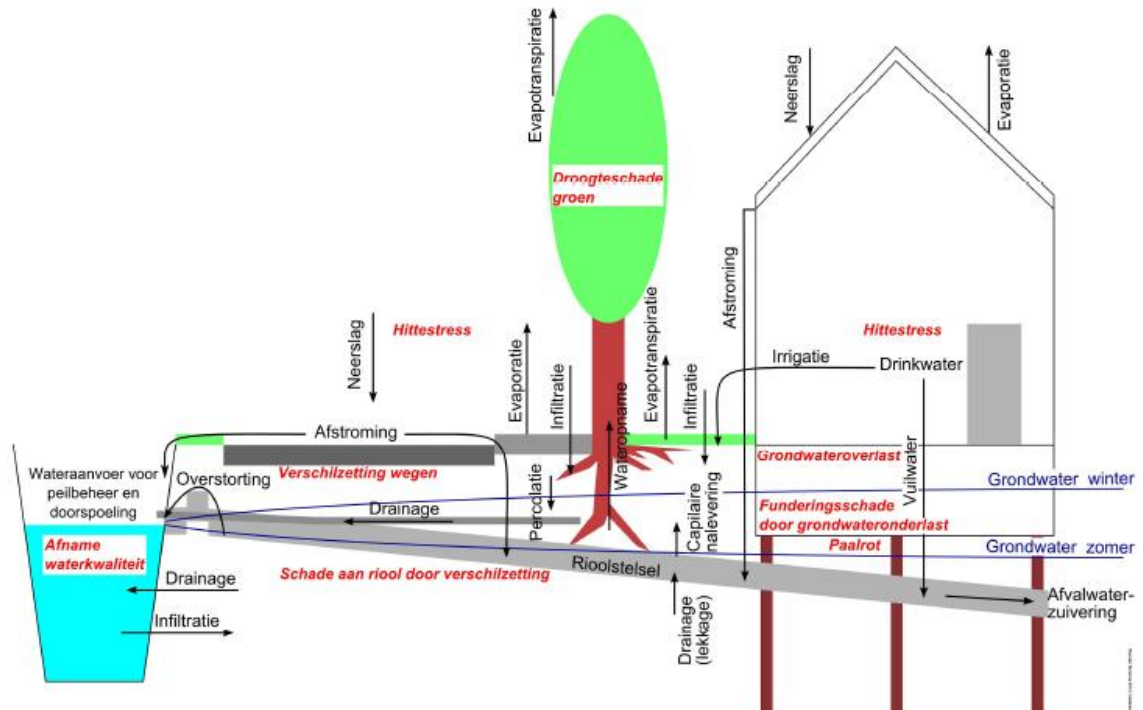 Evapotranspiratie
Neerslag
Evaporatie
Droogteschade
groen
Afstroming
Neerslag
Hittestress
Evaporatie
Infiltratie
Wateropname
Evapotranspiratie
Infiltratie
Hittestress
Irrigatie
Drinkwater
Afstroming
Wateraanvoer voor
peilbeheer en
doorspoeling
Overstorting
Verschilzetting wegen
Percolatie
Capilaire
nalevering
Grondwateroverlast
Vuilwater
Grondwater winter
Drainage
Funderingsschade
door grondwateronderlast
Paalrot
Grondwater zomer
Afname
waterkwaliteit
Drainage
Infiltratie
Schade aan riool door verschilzetting
Rioolstelsel
Drainage
(lekkage)
Afvalwater-
zuivering